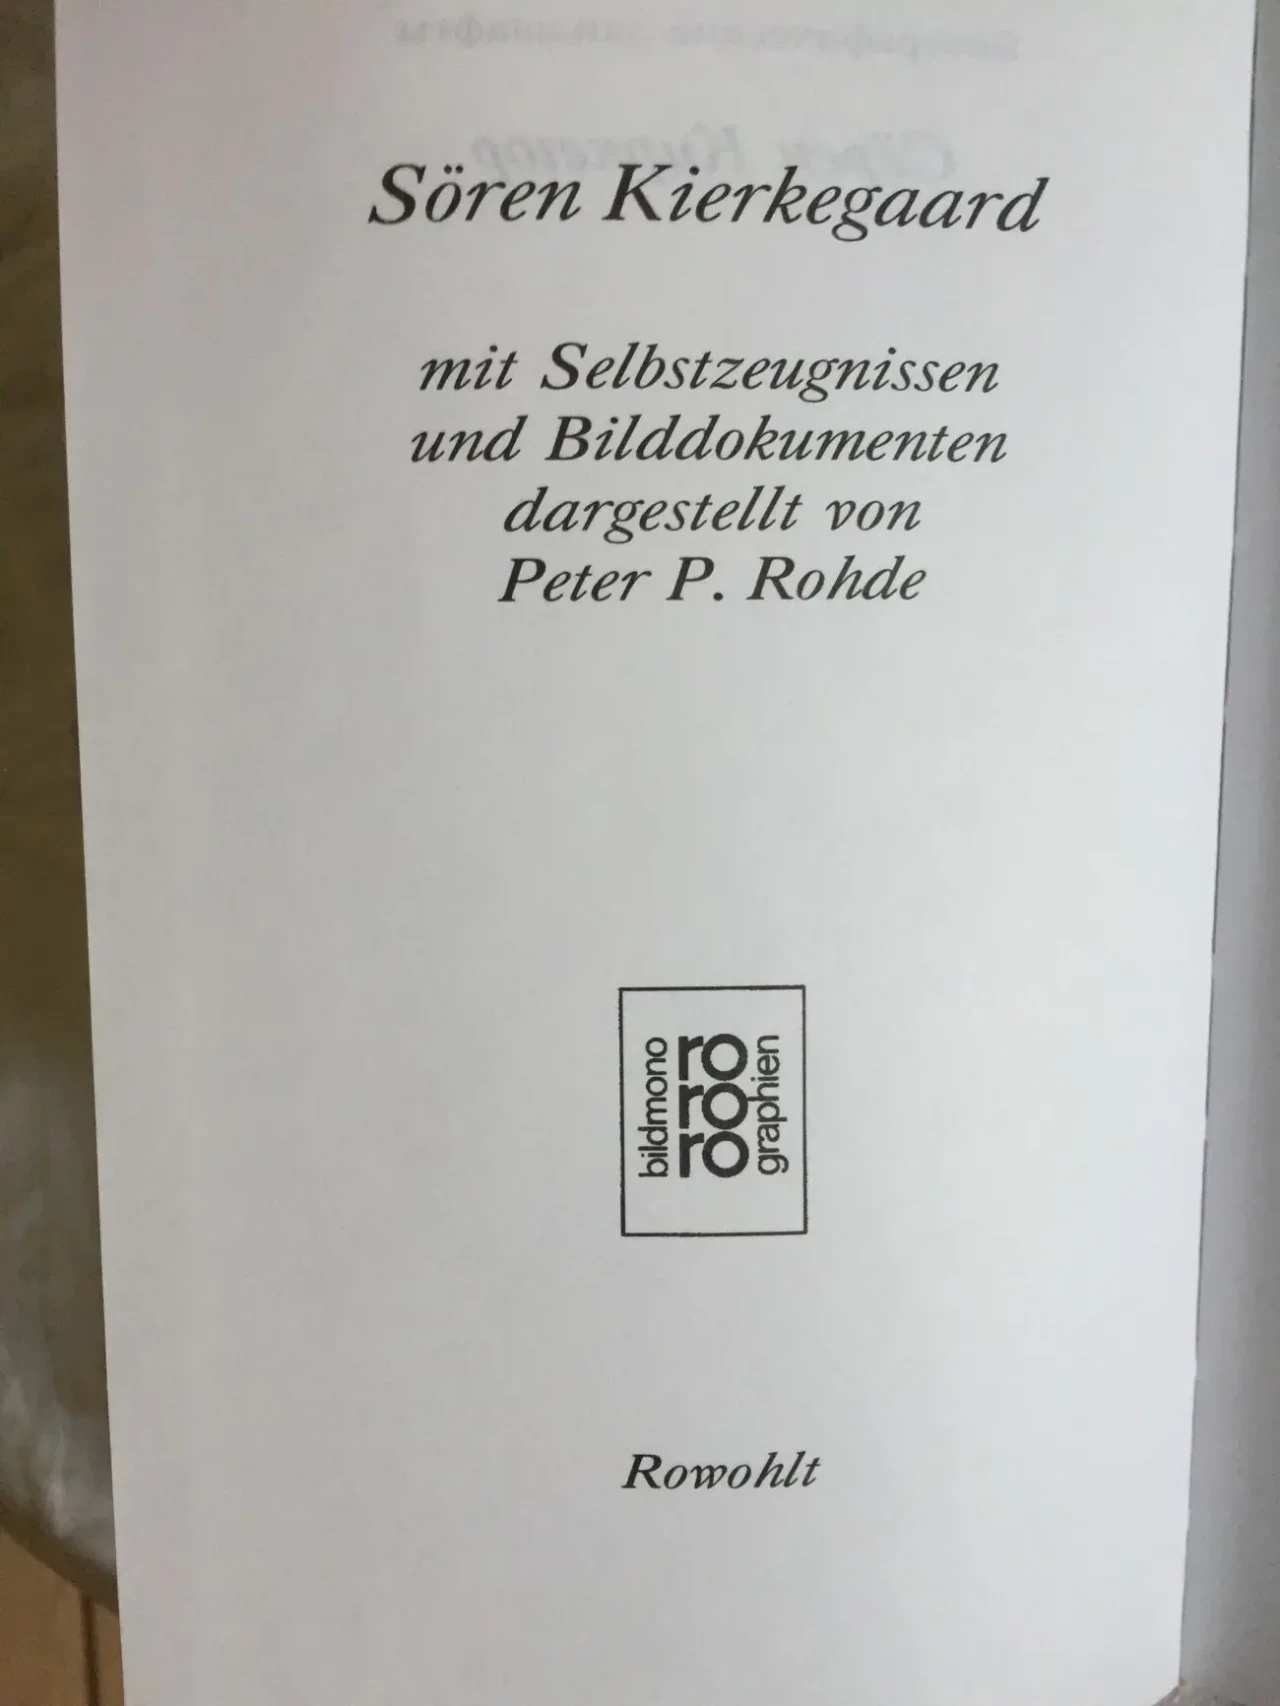 Sören Kierkegaard
mit Selbstzeugnissen
und Bilddokumenten
dargestellt von
Peter P. Rohde
bildmono
ro
ro
ro
graphien
Rowohlt